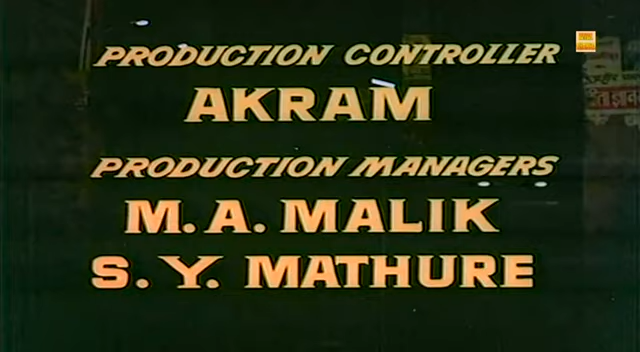 PRODUCTION CONTROLLER
AKRAM
PRODUCTION MANAGERS
M. A. MALIK
S. Y. MATHURE